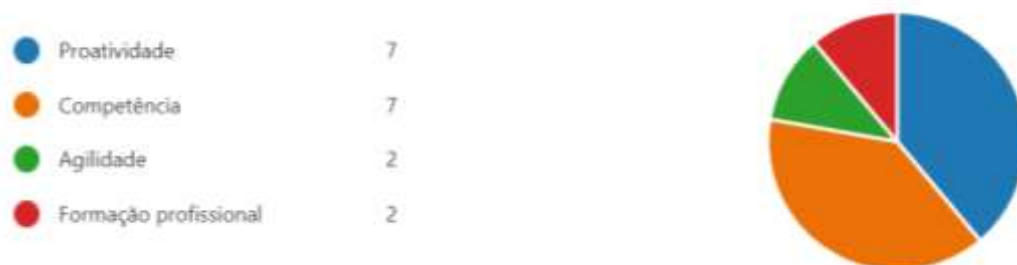 Proatividade 7
Competência 7
Agilidade 2
Formação profissional 2